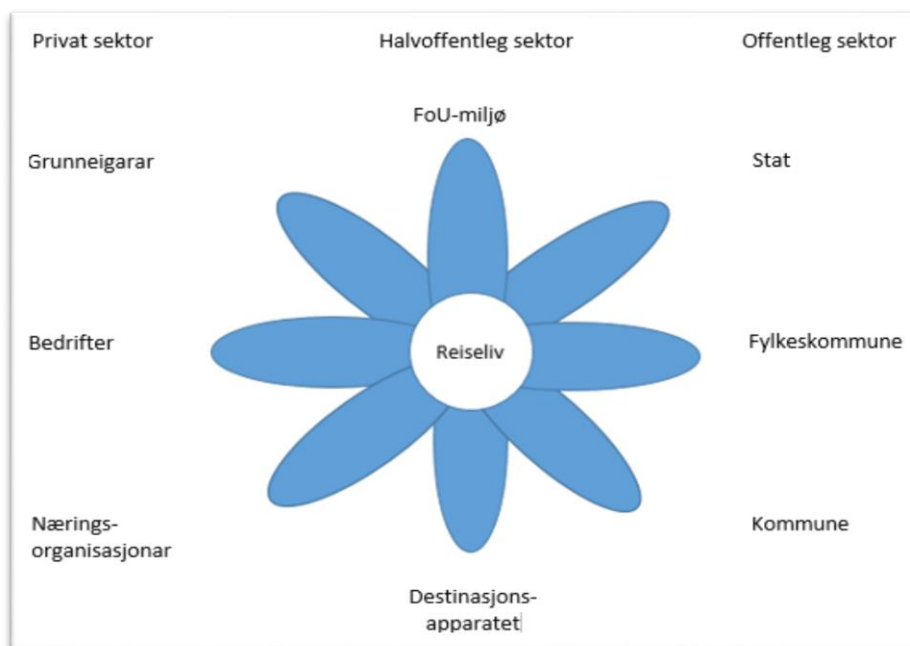 Privat sektor
Halvoffentleg sektor
Offentleg sektor
FoU-miljø
Grunneigarar
Stat
Bedrifter
Reiseliv
Fylkeskommune
Nærings-
organisasjonar
Kommune
Destinasjons-
apparatet